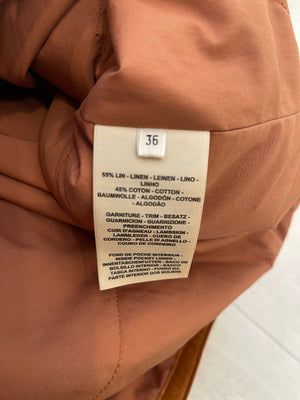 36
55% LIN - LINEN - LEINEN - LINO -
LINHO
45% COTON - COTTON -
BAUMWOLLE - ALGODÓN - COTONE
- ALGODÃO
GARNITURE - TRIM - BESATZ -
GUARNICION - QUARNIZIONE -
PREENCHIMENTO
CUIR D'AGNEAU - LAMBSKIN -
LAMMLEDER - CUERO DE
CORDERO - PELLE DI AGNELLO -
COURO DE CORDEIRO
FOND DE POCHE INTERIEUR -
INSIDE POCKET LINING -
INNENTASCHENFUTTER - SACO DE
BOLSILLO INTERIOR - FONDO DA
TASCA INTERNO - FUNDO DA
PARTE INTERIOR DOS BOLSOS